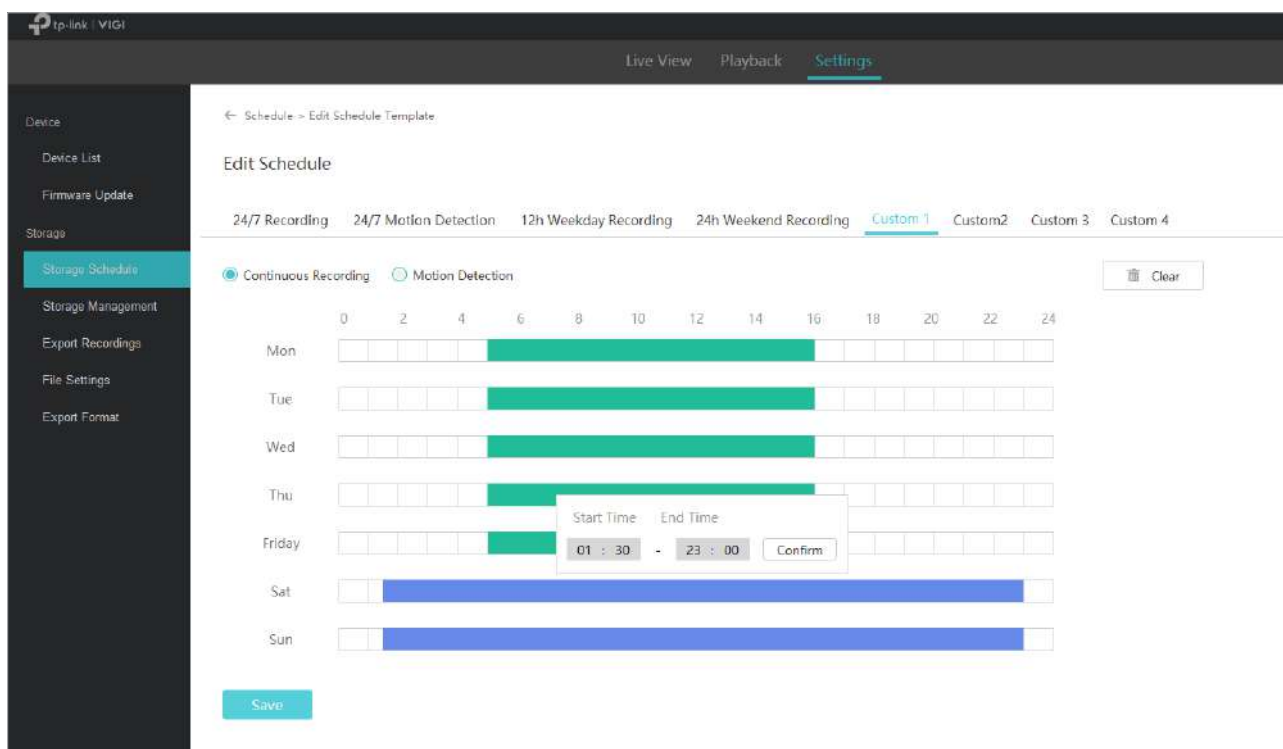 tp-link | VIGI
Live View Playback Settings
Device
Device List
Firmware Update
Storage
Storage Schedule
Storage Management
Export Recordings
File Settings
Export Format
← Schedule > Edit Schedule Template
Edit Schedule
24/7 Recording 24/7 Motion Detection 12h Weekday Recording 24h Weekend Recording Custom 1 Custom2 Custom 3 Custom 4
Continuous Recording Motion Detection Clear
0 2 4 6 8 10 12 14 16 18 20 22 24
Mon
Tue
Wed
Thu
Start Time End Time
Friday
01 : 30 - 23 : 00 Confirm
Sat
Sun
Save